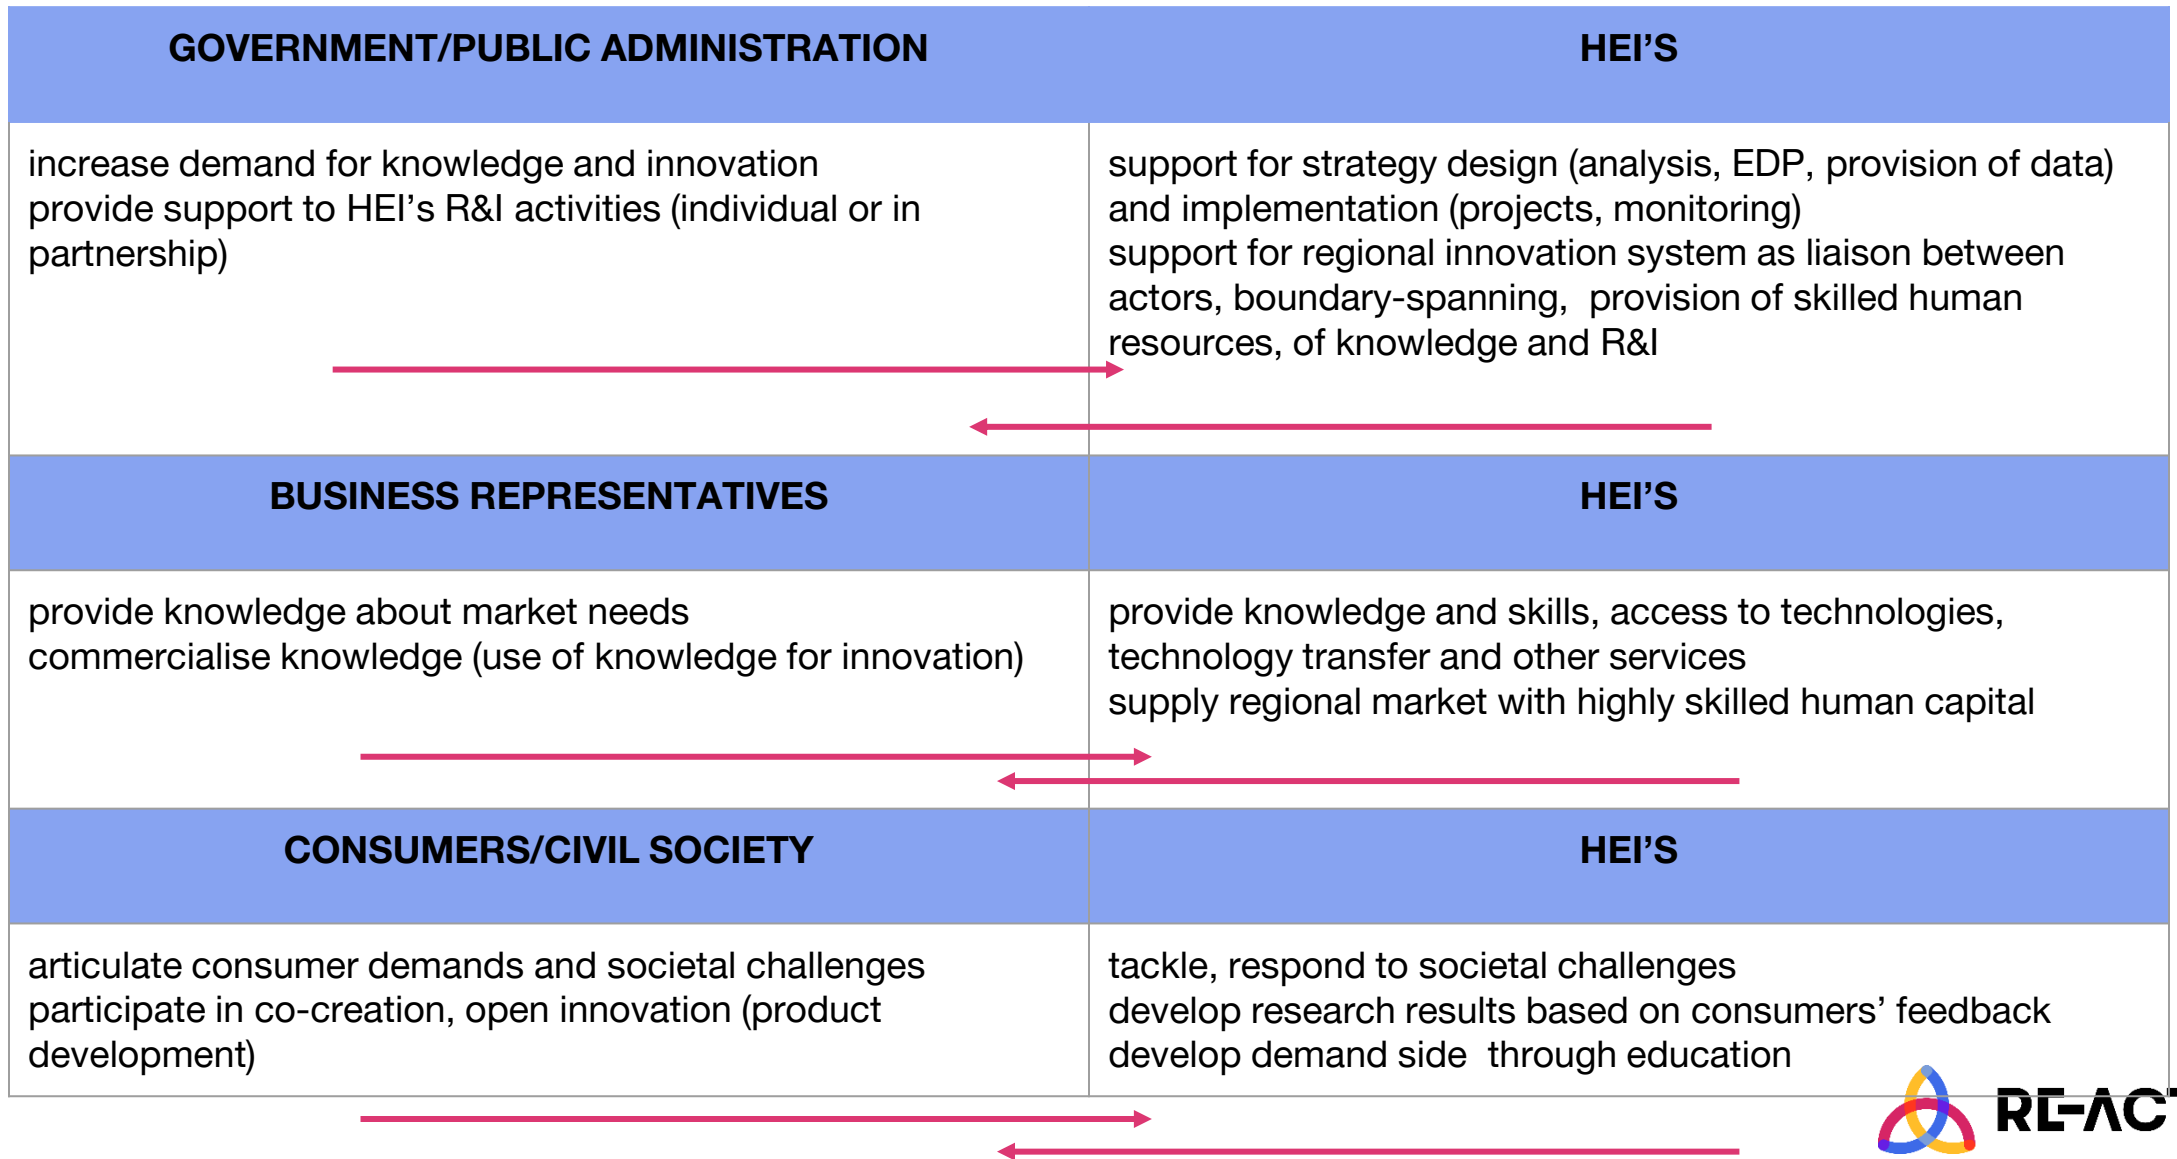 GOVERNMENT/PUBLIC ADMINISTRATION
HEI’S
increase demand for knowledge and innovation
provide support to HEI’s R&I activities (individual or in
partnership)
support for strategy design (analysis, EDP, provision of data)
and implementation (projects, monitoring)
support for regional innovation system as liaison between
actors, boundary-spanning,  provision of skilled human
resources, of knowledge and R&I
BUSINESS REPRESENTATIVES
HEI’S
provide knowledge about market needs
commercialise knowledge (use of knowledge for innovation)
provide knowledge and skills, access to technologies,
technology transfer and other services
supply regional market with highly skilled human capital
CONSUMERS/CIVIL SOCIETY
HEI’S
articulate consumer demands and societal challenges
participate in co-creation, open innovation (product
development)
tackle, respond to societal challenges
develop research results based on consumers’ feedback
develop demand side  through education
RE-ACT